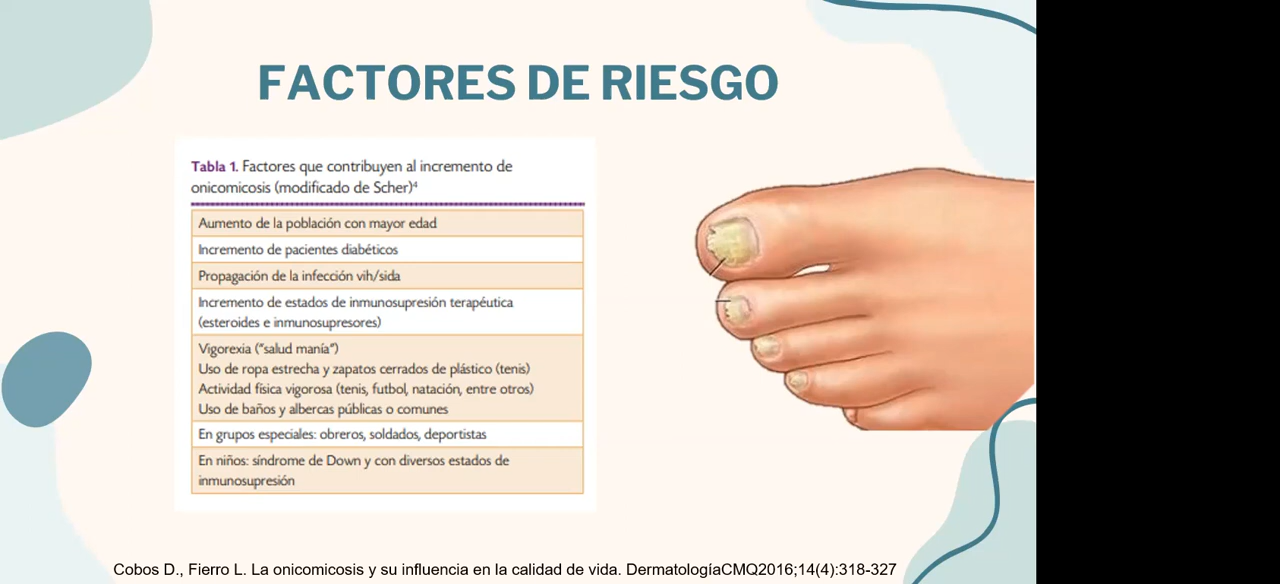 FACTORES DE RIESGO
Tabla 1. Factores que contribuyen al incremento de
onicomicosis (modificado de Scher)⁴
Aumento de la población con mayor edad
Incremento de pacientes diabéticos
Propagación de la infección vih/sida
Incremento de estados de inmunosupresión terapéutica
(esteroides e inmunosupresores)
Vigorexia (“salud manía”)
Uso de ropa estrecha y zapatos cerrados de plástico (tenis)
Actividad física vigorosa (tenis, futbol, natación, entre otros)
Uso de baños y albercas públicas o comunes
En grupos especiales: obreros, soldados, deportistas
En niños: síndrome de Down y con diversos estados de
inmunosupresión
Cobos D., Fierro L. La onicomicosis y su influencia en la calidad de vida. DermatologíaCMQ2016;14(4):318-327